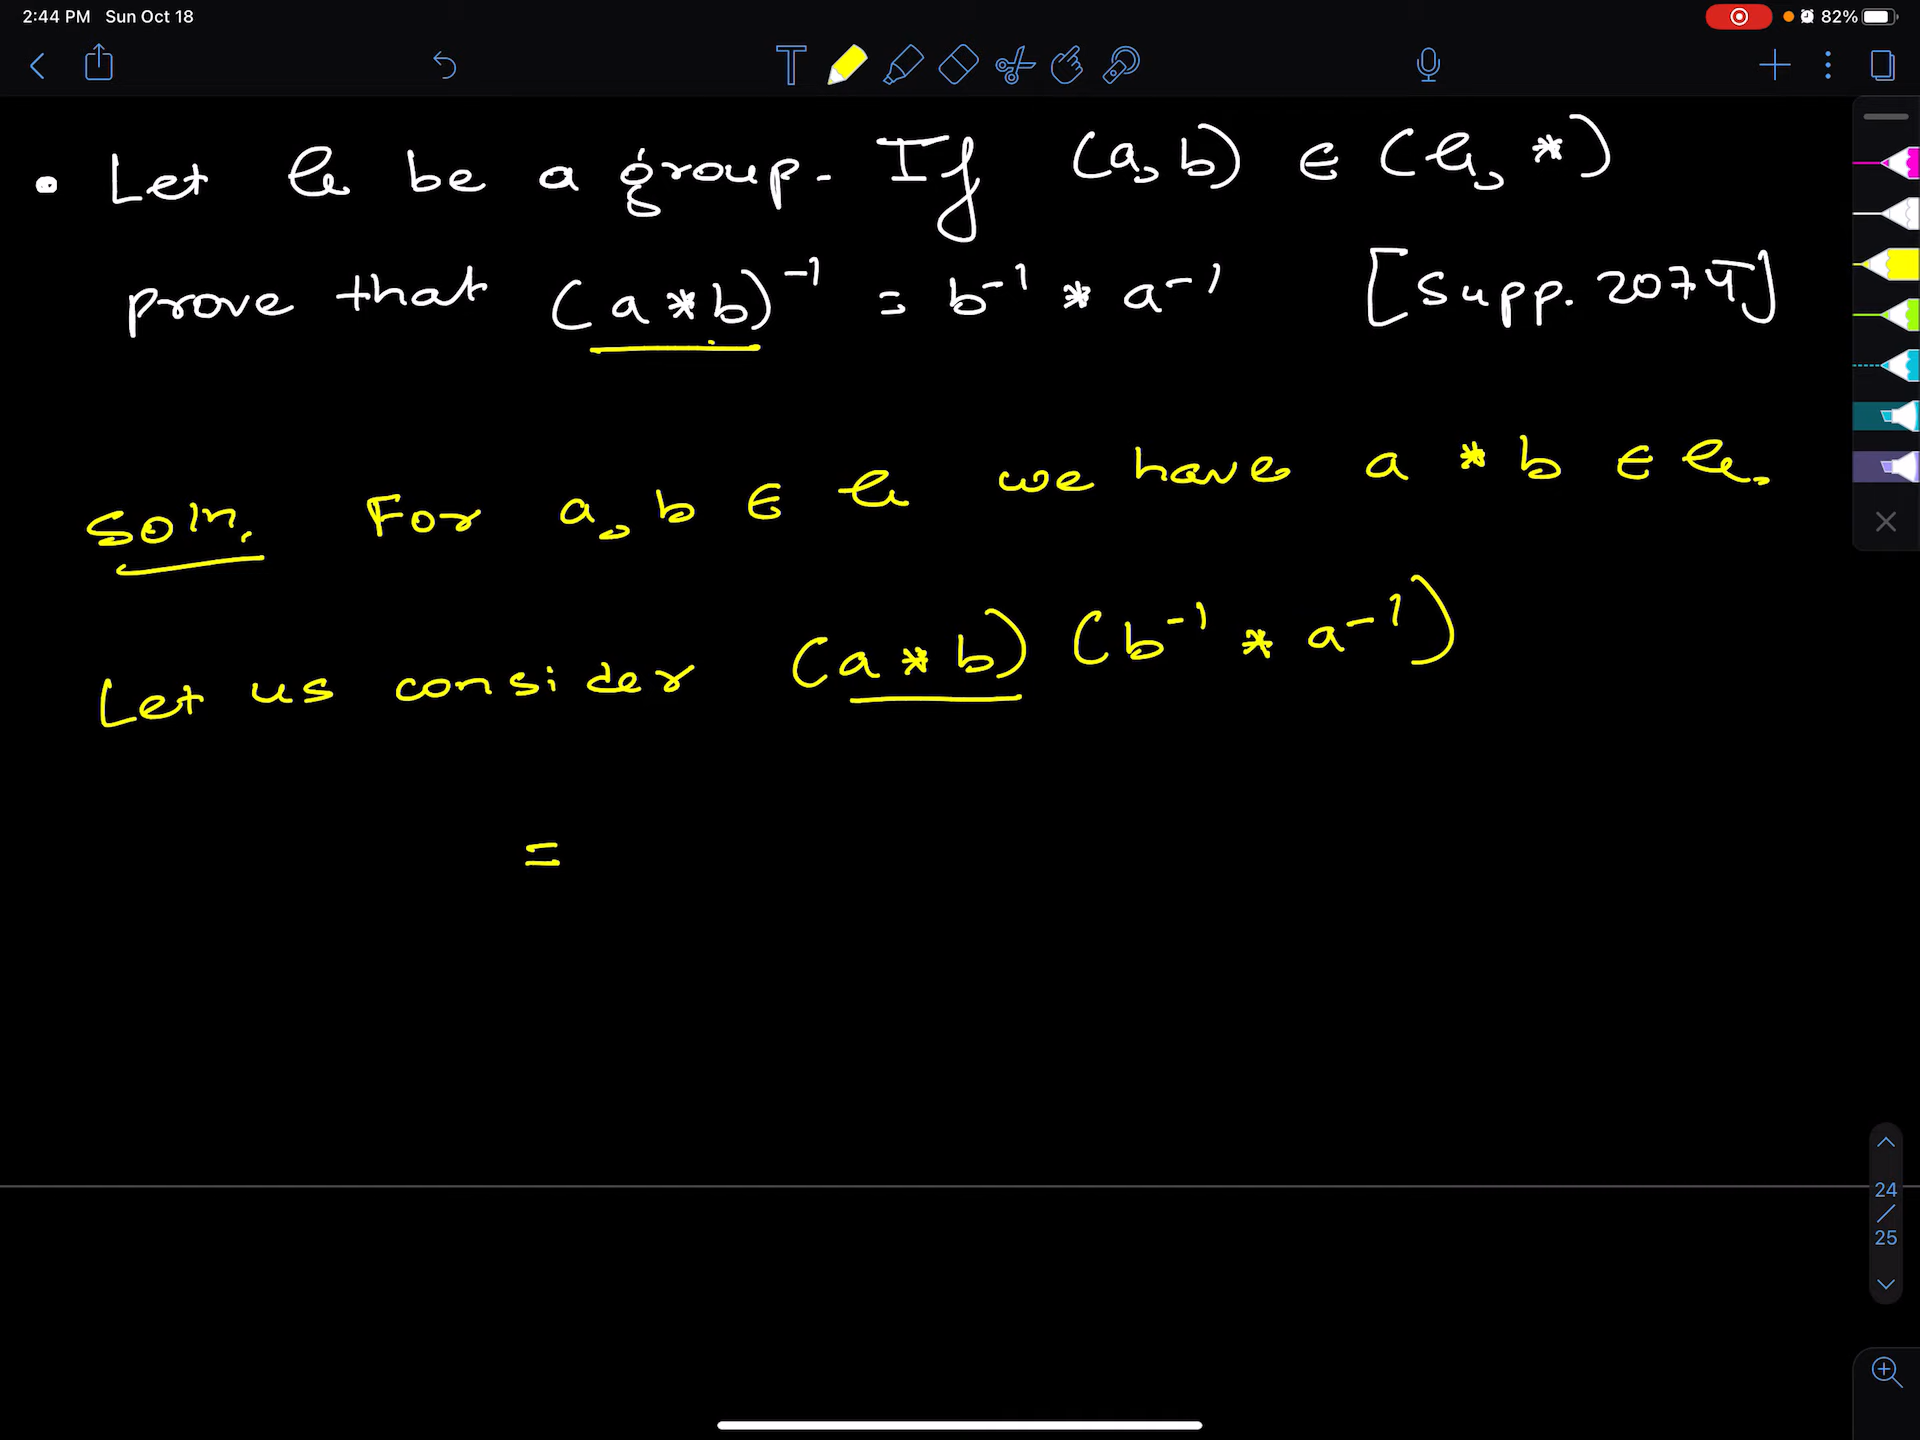 2:44 PM Sun Oct 18 82%
• Let G be a group. If (a, b) ∈ (G, *)
prove that (a * b)⁻¹ = b⁻¹ * a⁻¹ [Supp. 2074]
Soln. For a, b ∈ G we have a * b ∈ G.
Let us consider (a * b) (b⁻¹ * a⁻¹)
=
24
/
25